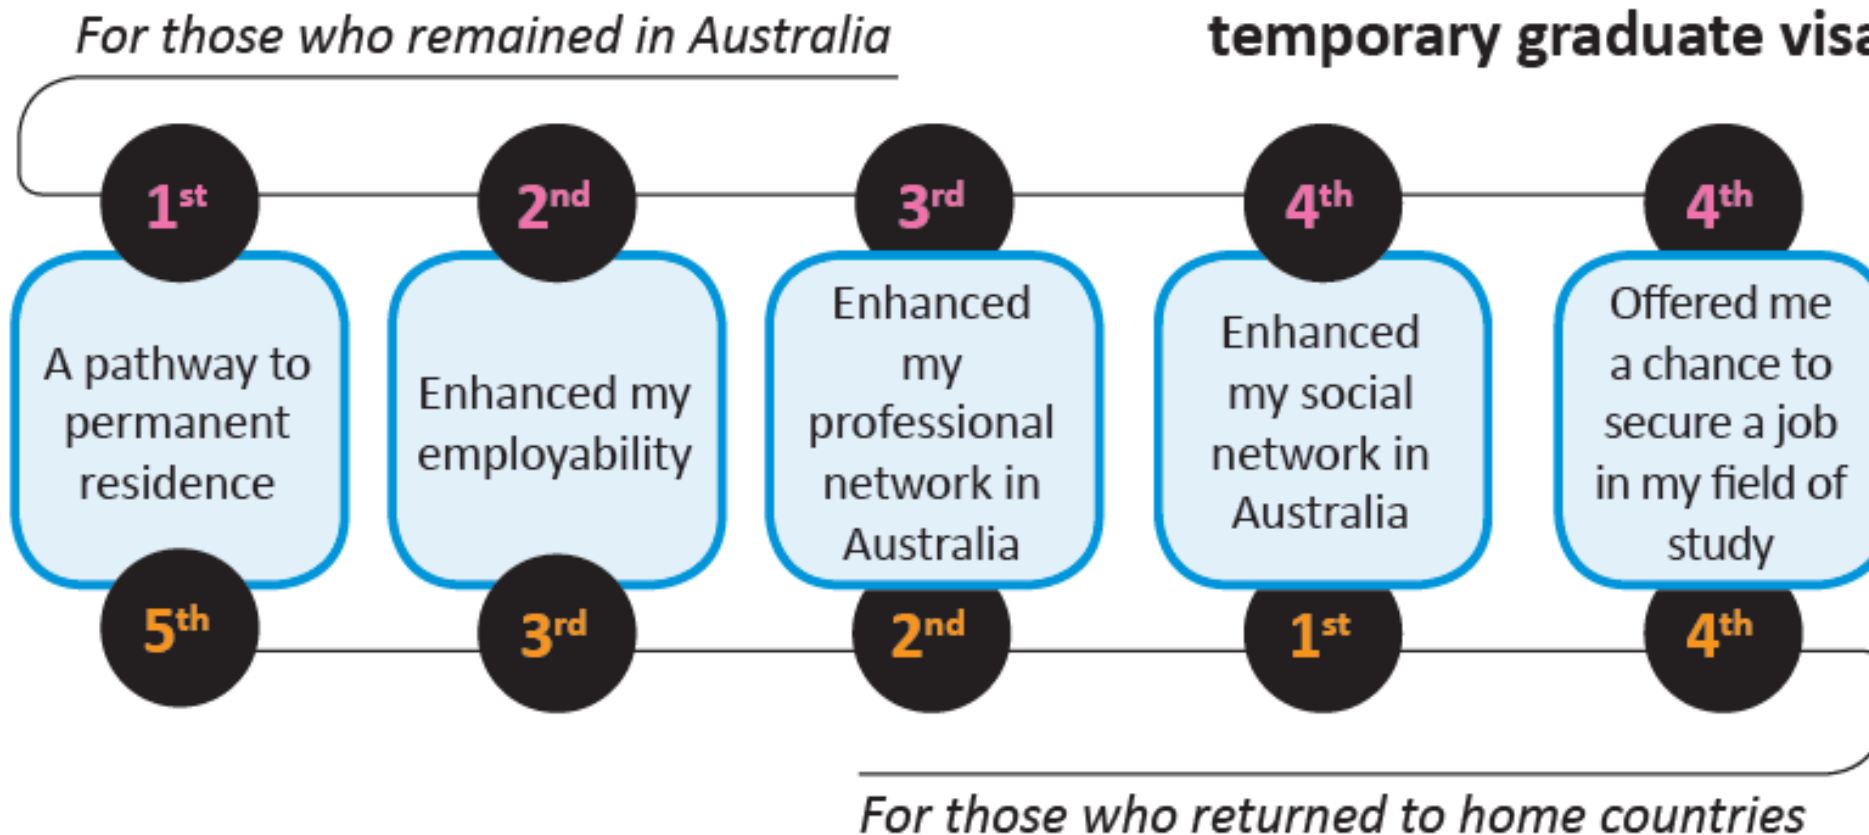 For those who remained in Australia
temporary graduate visa
1st
2nd
3rd
4th
4th
A pathway to
permanent
residence
Enhanced my
employability
Enhanced
my
professional
network in
Australia
Enhanced
my social
network in
Australia
Offered me
a chance to
secure a job
in my field of
study
5th
3rd
2nd
1st
4th
For those who returned to home countries